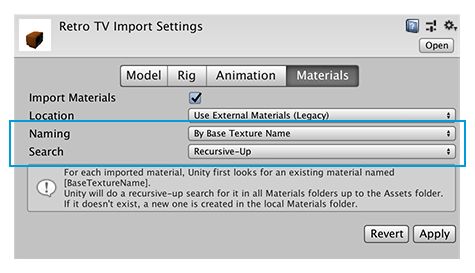 Retro TV Import Settings
Open
Model Rig Animation Materials
Import Materials
Location Use External Materials (Legacy)
Naming By Base Texture Name
Search Recursive-Up
For each imported material, Unity first looks for an existing material named
[BaseTextureName].
Unity will do a recursive-up search for it in all Materials folders up to the Assets folder.
If it doesn't exist, a new one is created in the local Materials folder.
Revert Apply